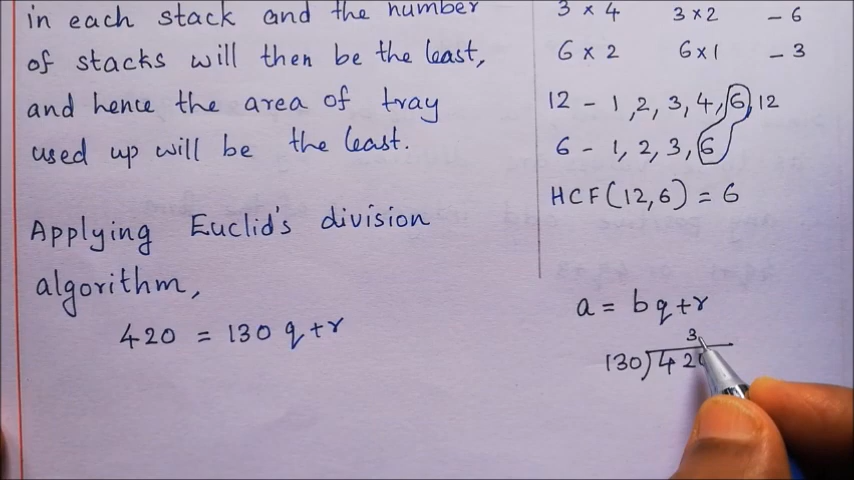 in each stack and the number
of stacks will then be the least,
and hence the area of tray
used up will be the least.
Applying Euclid's division
algorithm,
420 = 130 q + r
3 × 4 3 × 2 - 6
6 × 2 6 × 1 - 3
12 - 1, 2, 3, 4, 6, 12
6 - 1, 2, 3, 6
HCF(12, 6) = 6
a = bq + r
3
130) 420